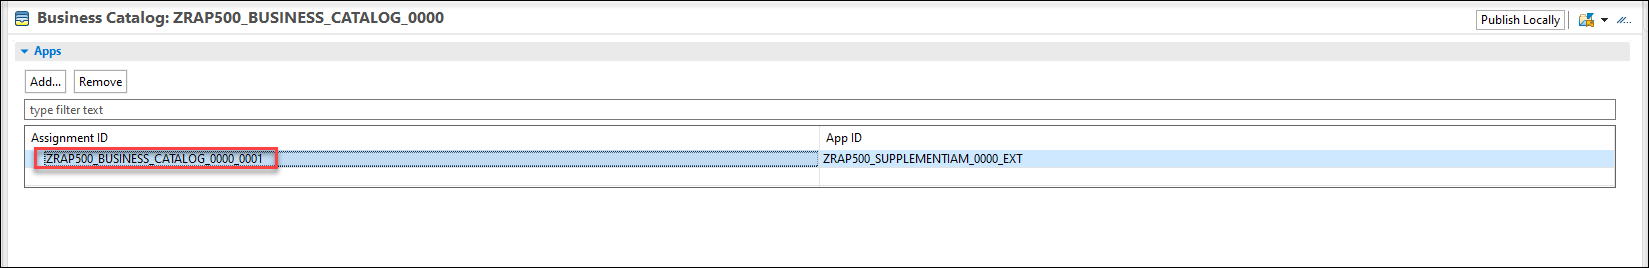 Business Catalog: ZRAP500_BUSINESS_CATALOG_0000
Publish Locally
Apps
Add... Remove
type filter text
Assignment ID App ID
ZRAP500_BUSINESS_CATALOG_0000_0001 ZRAP500_SUPPLEMENTIAM_0000_EXT